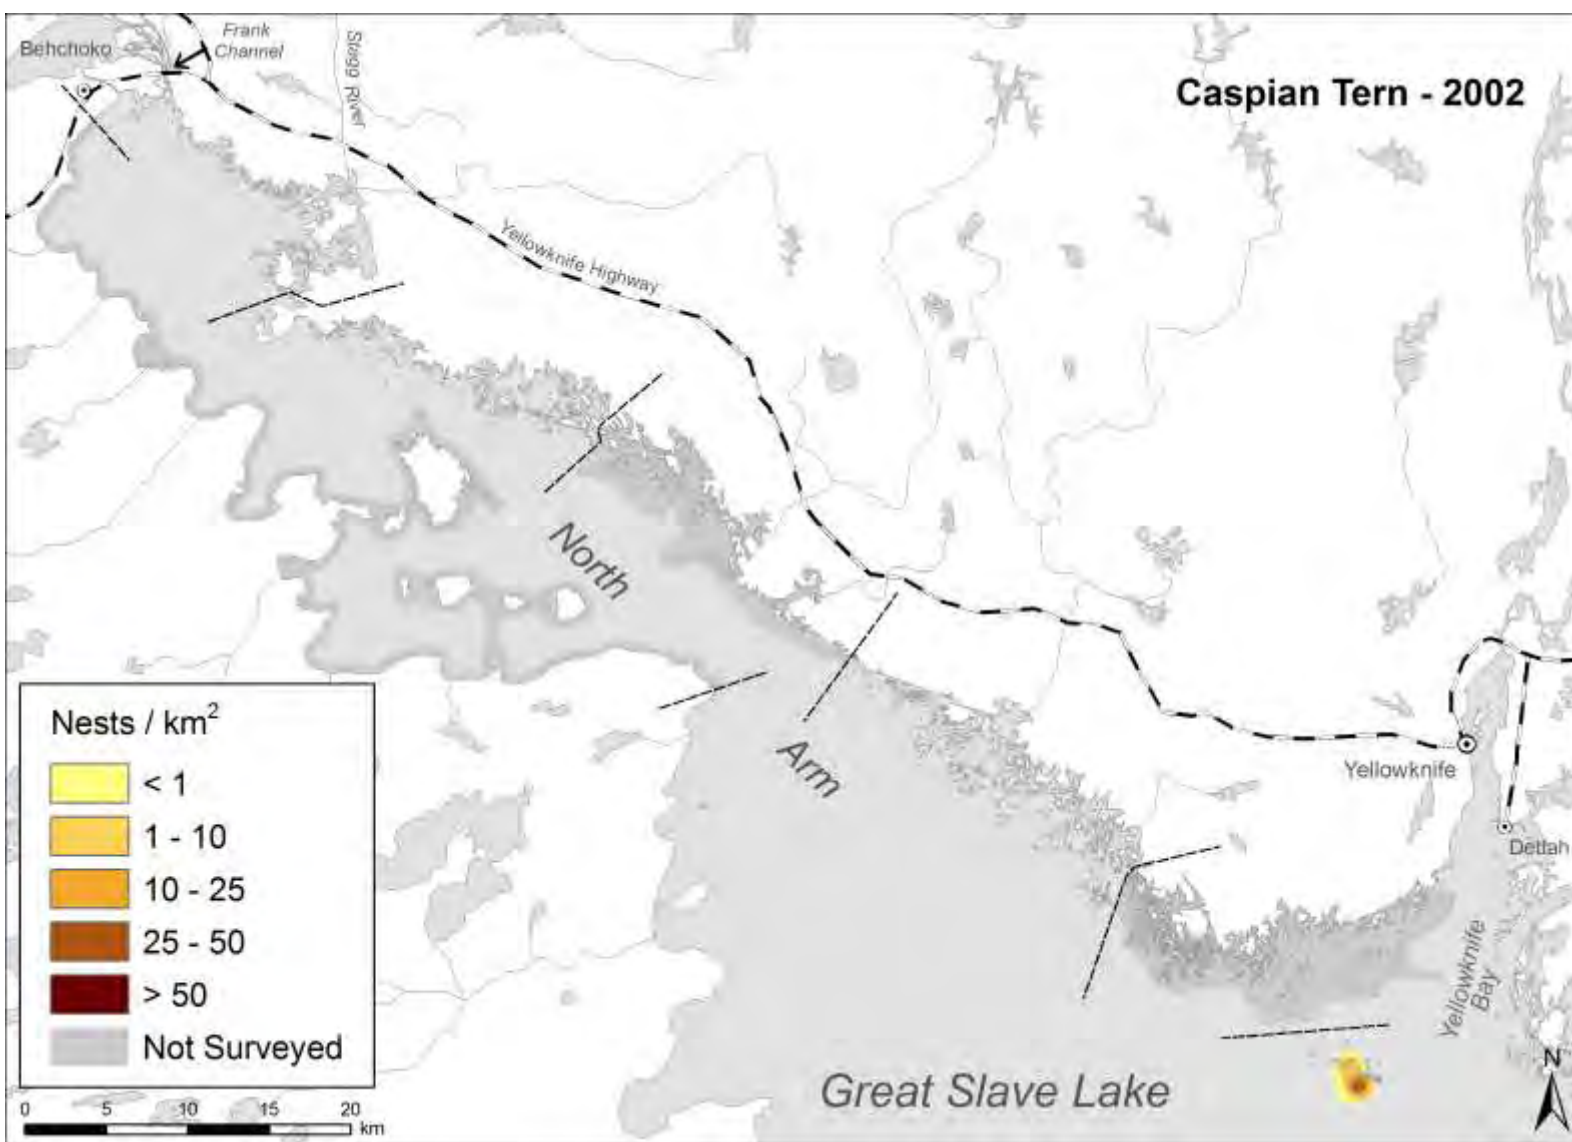 Behchoko
Frank
Channel
Stagg River
Caspian Tern - 2002
Yellowknife Highway
North
Arm
Yellowknife
Dettah
Yellowknife
Bay
Great Slave Lake
N
Nests / km²
< 1
1 - 10
10 - 25
25 - 50
> 50
Not Surveyed
0 5 10 15 20
km